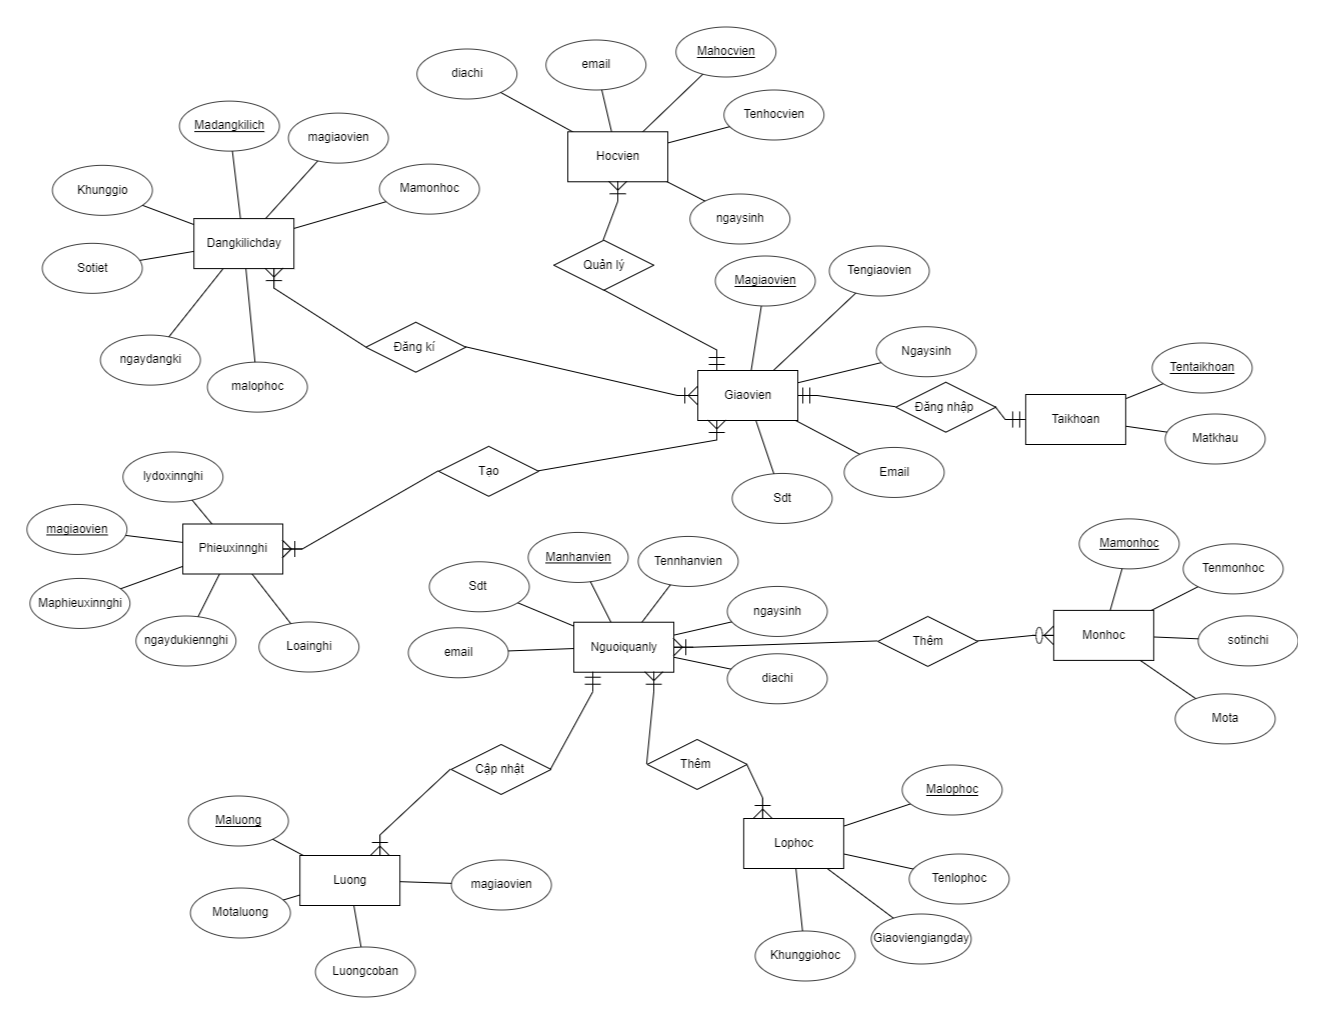 Mahocvien
email
diachi
Tenhocvien
Madangkilich
magiaovien
Hocvien
Mamonhoc
Khunggio
ngaysinh
Dangkilichday
Quản lý
Sotiet
Tengiaovien
Magiaovien
Đăng kí
Ngaysinh
ngaydangki
Tentaikhoan
malophoc
Giaovien
Đăng nhập
Taikhoan
Matkhau
Tạo
Email
lydoxinnghi
Sdt
magiaovien
Mamonhoc
Phieuxinnghi
Manhanvien
Tennhanvien
Tenmonhoc
Sdt
Maphieuxinnghi
ngaysinh
Monhoc
ngaydukiennghi
Loainghi
Nguoiquanly
Thêm
sotinchi
email
diachi
Mota
Cập nhật
Thêm
Malophoc
Maluong
Lophoc
Tenlophoc
Luong
magiaovien
Motaluong
Giaoviengiangday
Khunggiohoc
Luongcoban